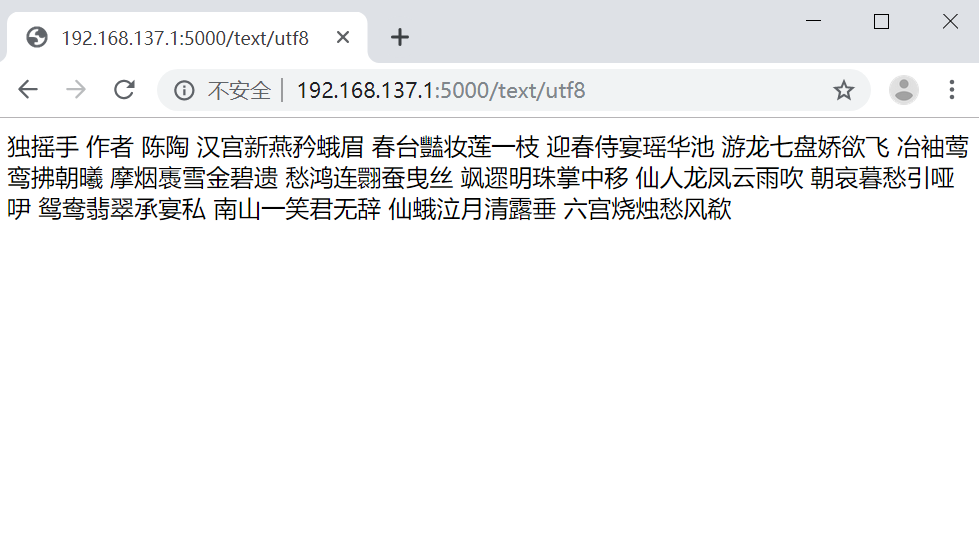 192.168.137.1:5000/text/utf8
不安全 192.168.137.1:5000/text/utf8
独摇手 作者 陈陶 汉宫新燕矜蛾眉 春台豔妆莲一枝 迎春侍宴瑶华池 游龙七盘娇欲飞 冶袖莺
鸾拂朝曦 摩烟褭雪金碧遗 愁鸿连翾蚕曳丝 飒遝明珠掌中移 仙人龙凤云雨吹 朝哀暮愁引哑
咿 鸳鸯翡翠承宴私 南山一笑君无辞 仙蛾泣月清露垂 六宫烧烛愁风欷